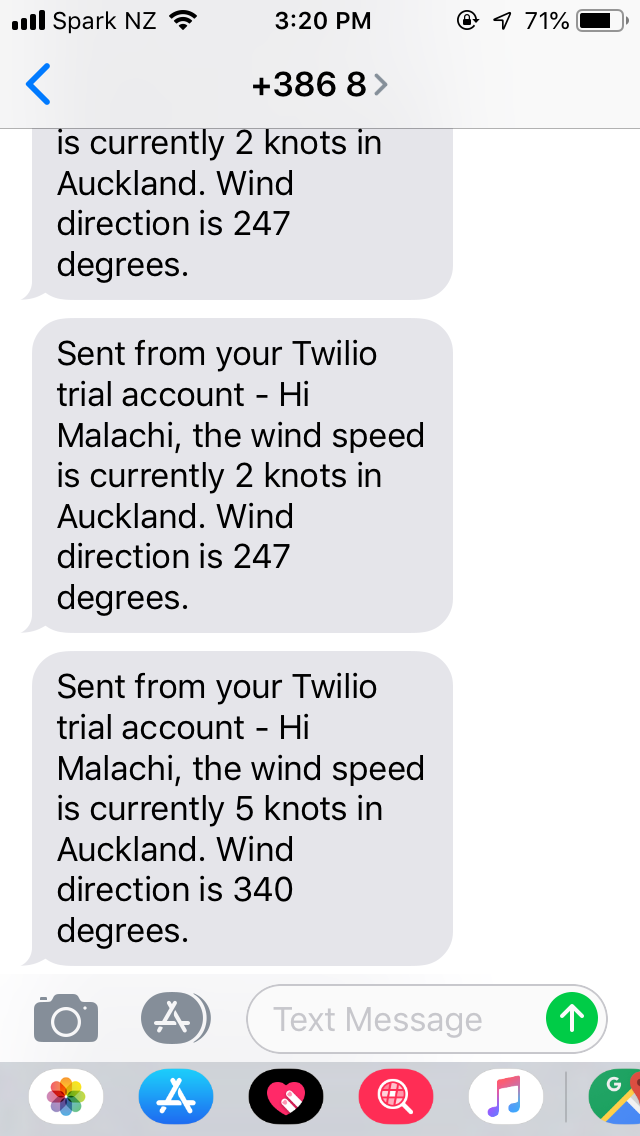 Spark NZ 3:20 PM 71%
+386 8
is currently 2 knots in
Auckland. Wind
direction is 247
degrees.
Sent from your Twilio
trial account - Hi
Malachi, the wind speed
is currently 2 knots in
Auckland. Wind
direction is 247
degrees.
Sent from your Twilio
trial account - Hi
Malachi, the wind speed
is currently 5 knots in
Auckland. Wind
direction is 340
degrees.
Text Message
G